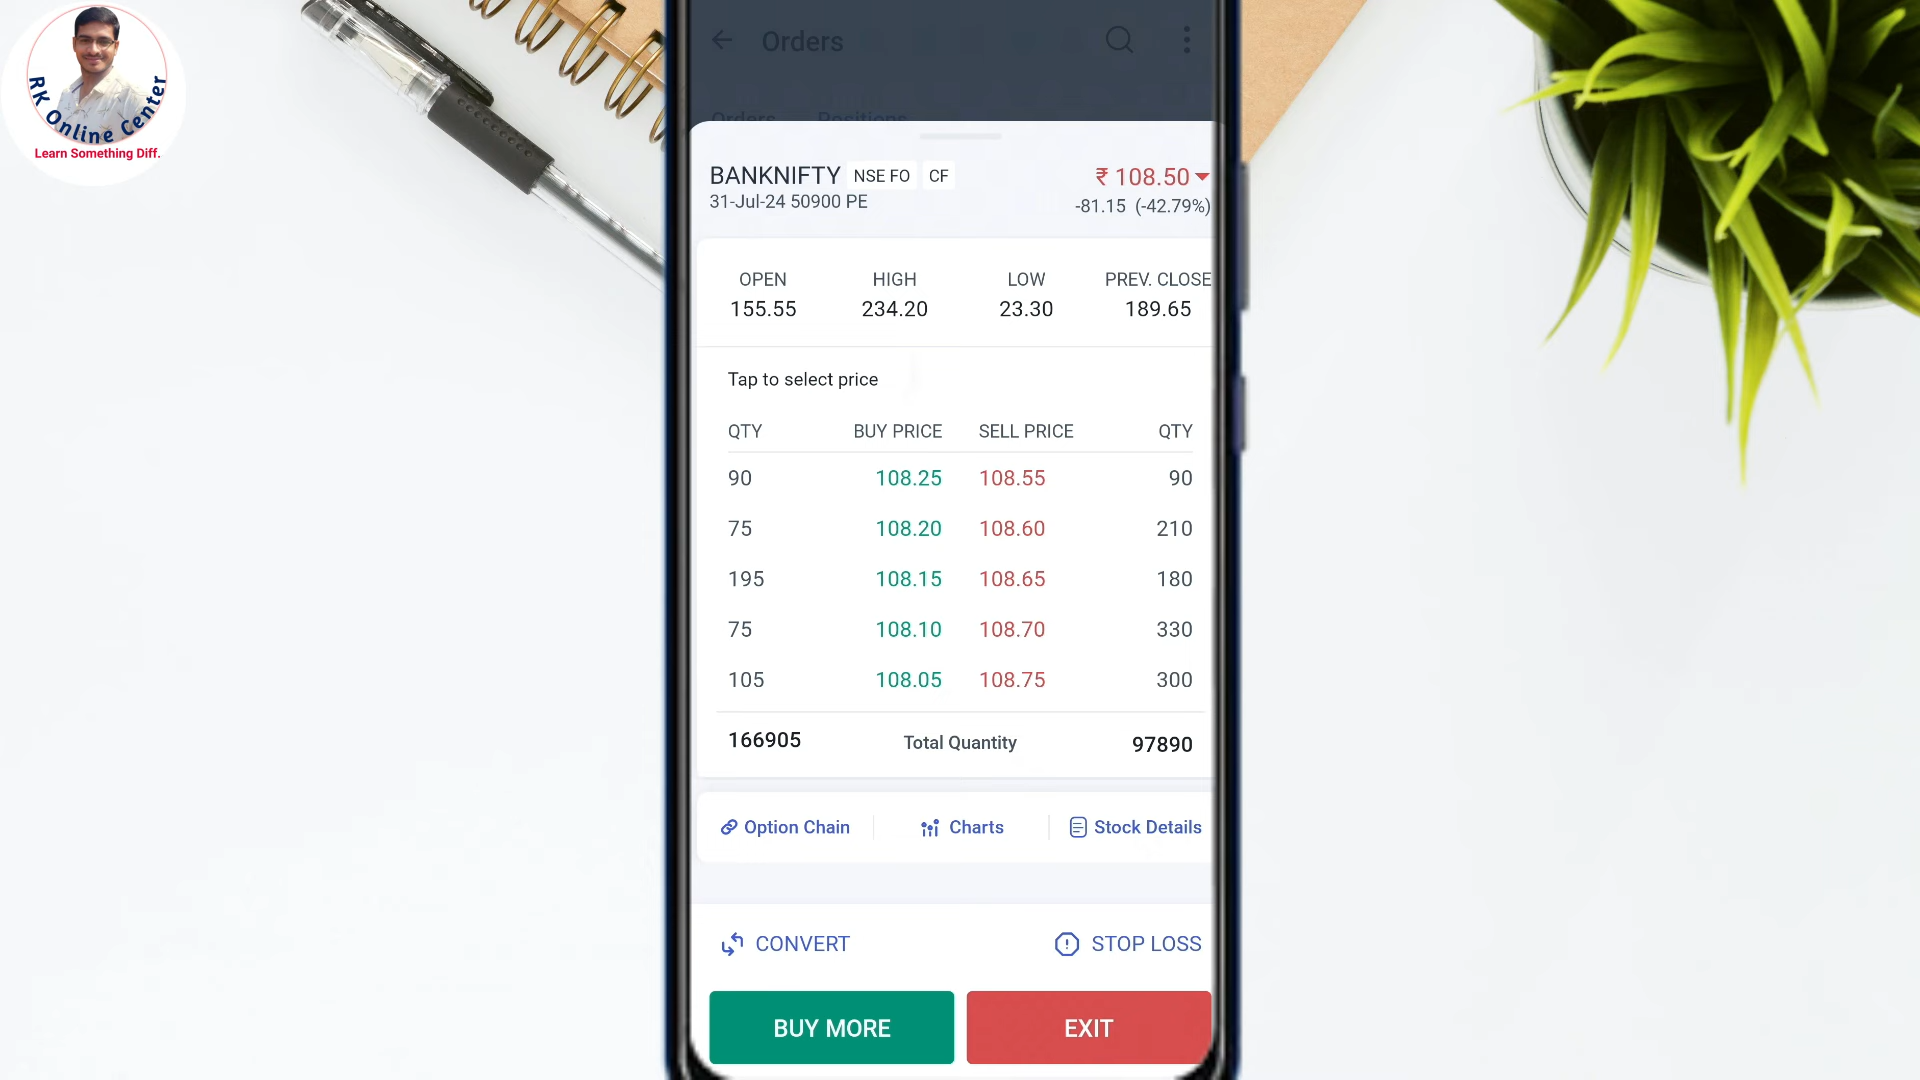 RK Online Center
Learn Something Diff.
Orders
Orders Positions
BANKNIFTY NSE FO CF ₹ 108.50
31-Jul-24 50900 PE -81.15 (-42.79%)
OPEN HIGH LOW PREV. CLOSE
155.55 234.20 23.30 189.65
Tap to select price
QTY BUY PRICE SELL PRICE QTY
90 108.25 108.55 90
75 108.20 108.60 210
195 108.15 108.65 180
75 108.10 108.70 330
105 108.05 108.75 300
166905 Total Quantity 97890
Option Chain Charts Stock Details
CONVERT STOP LOSS
BUY MORE EXIT